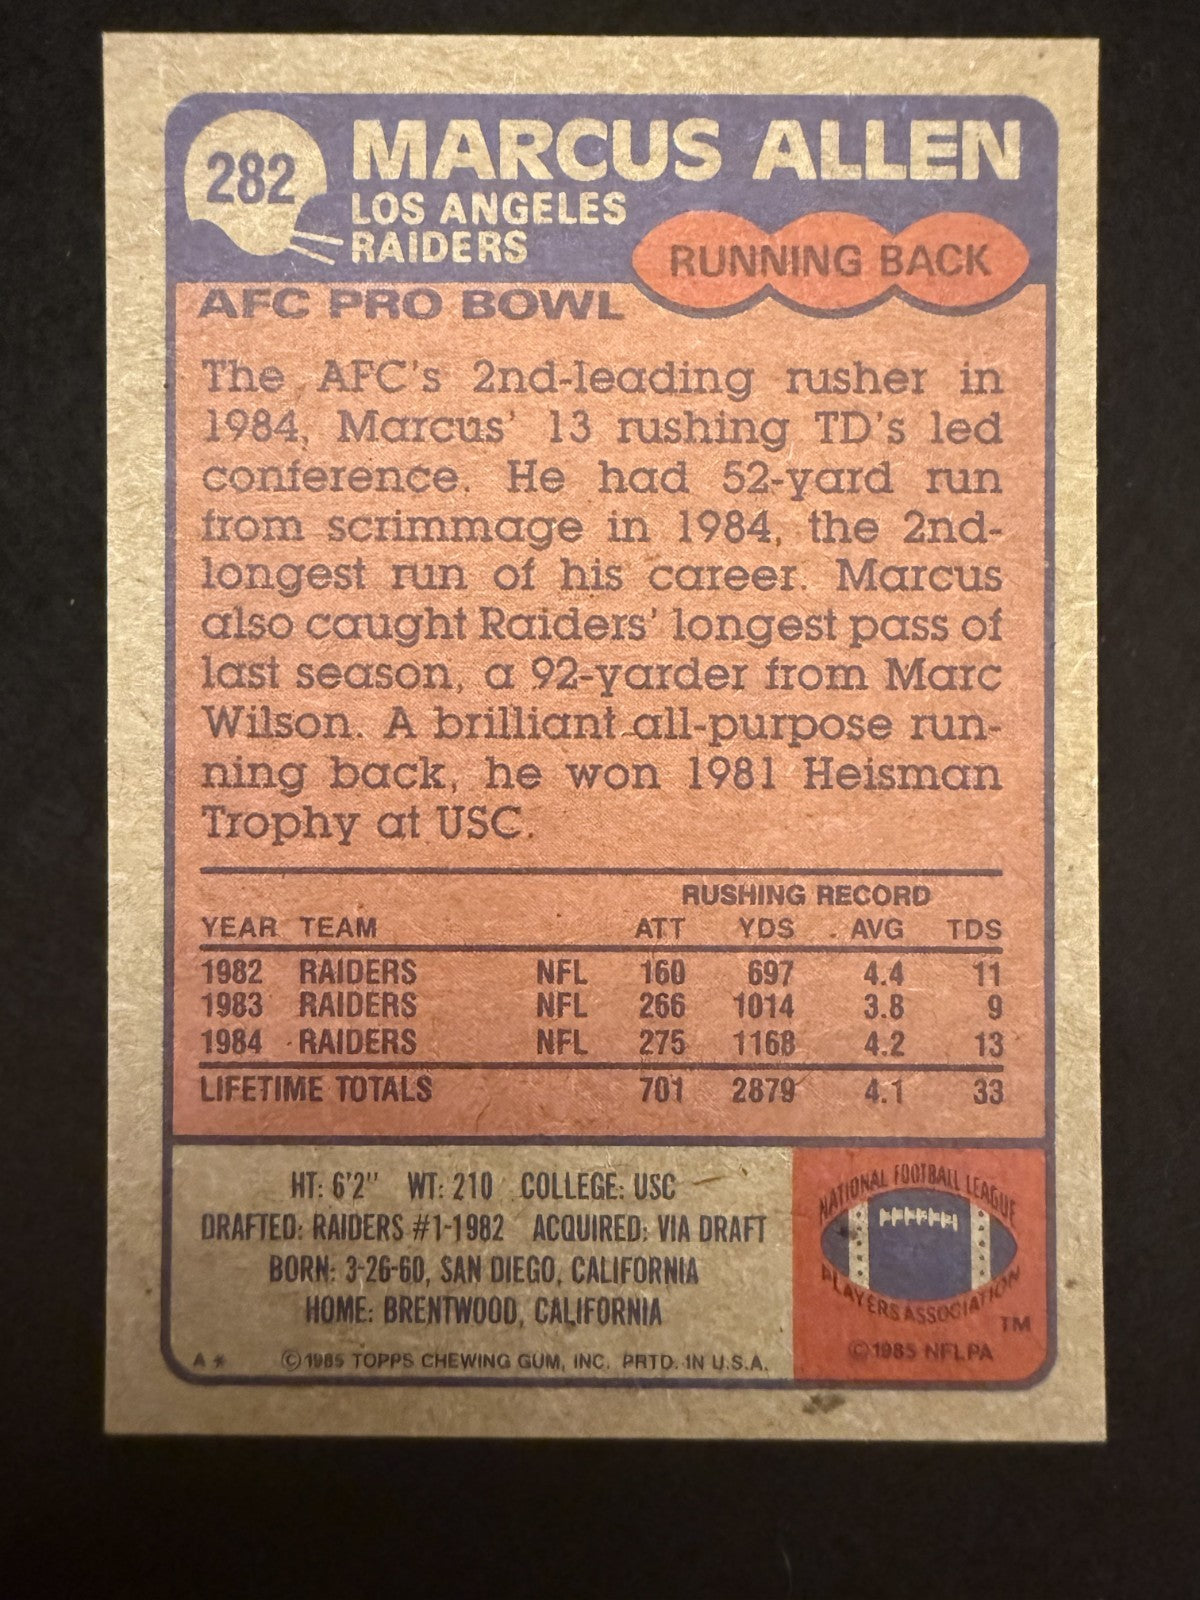 282
MARCUS ALLEN
LOS ANGELES
RAIDERS
RUNNING BACK
AFC PRO BOWL
The AFC's 2nd-leading rusher in
1984, Marcus' 13 rushing TD's led
conference. He had 52-yard run
from scrimmage in 1984, the 2nd-
longest run of his career. Marcus
also caught Raiders' longest pass of
last season, a 92-yarder from Marc
Wilson. A brilliant all-purpose run-
ning back, he won 1981 Heisman
Trophy at USC.
RUSHING RECORD
YEAR TEAM ATT YDS AVG TDS
1982 RAIDERS NFL 160 697 4.4 11
1983 RAIDERS NFL 266 1014 3.8 9
1984 RAIDERS NFL 275 1168 4.2 13
LIFETIME TOTALS 701 2879 4.1 33
HT: 6'2" WT: 210 COLLEGE: USC
DRAFTED: RAIDERS #1-1982 ACQUIRED: VIA DRAFT
BORN: 3-26-60, SAN DIEGO, CALIFORNIA
HOME: BRENTWOOD, CALIFORNIA
A* ©1985 TOPPS CHEWING GUM, INC. PRTD. IN U.S.A.
NATIONAL FOOTBALL LEAGUE
PLAYERS ASSOCIATION
TM
©1985 NFLPA